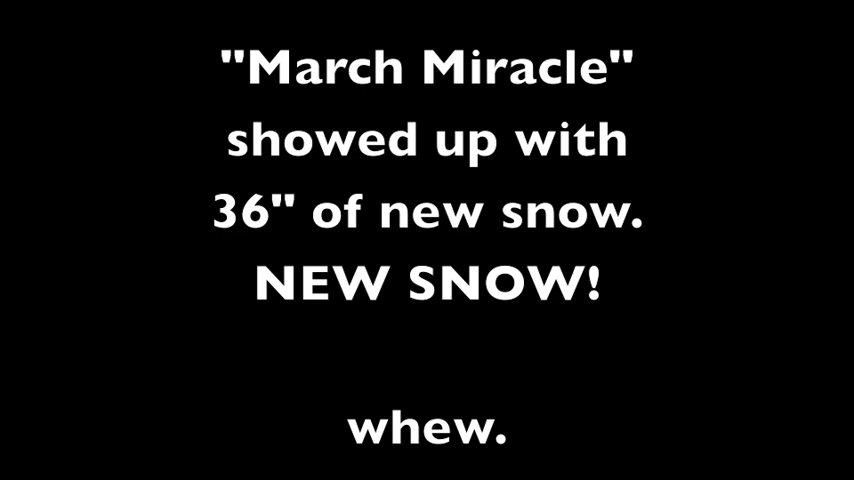 "March Miracle"
showed up with
36" of new snow.
NEW SNOW!
whew.